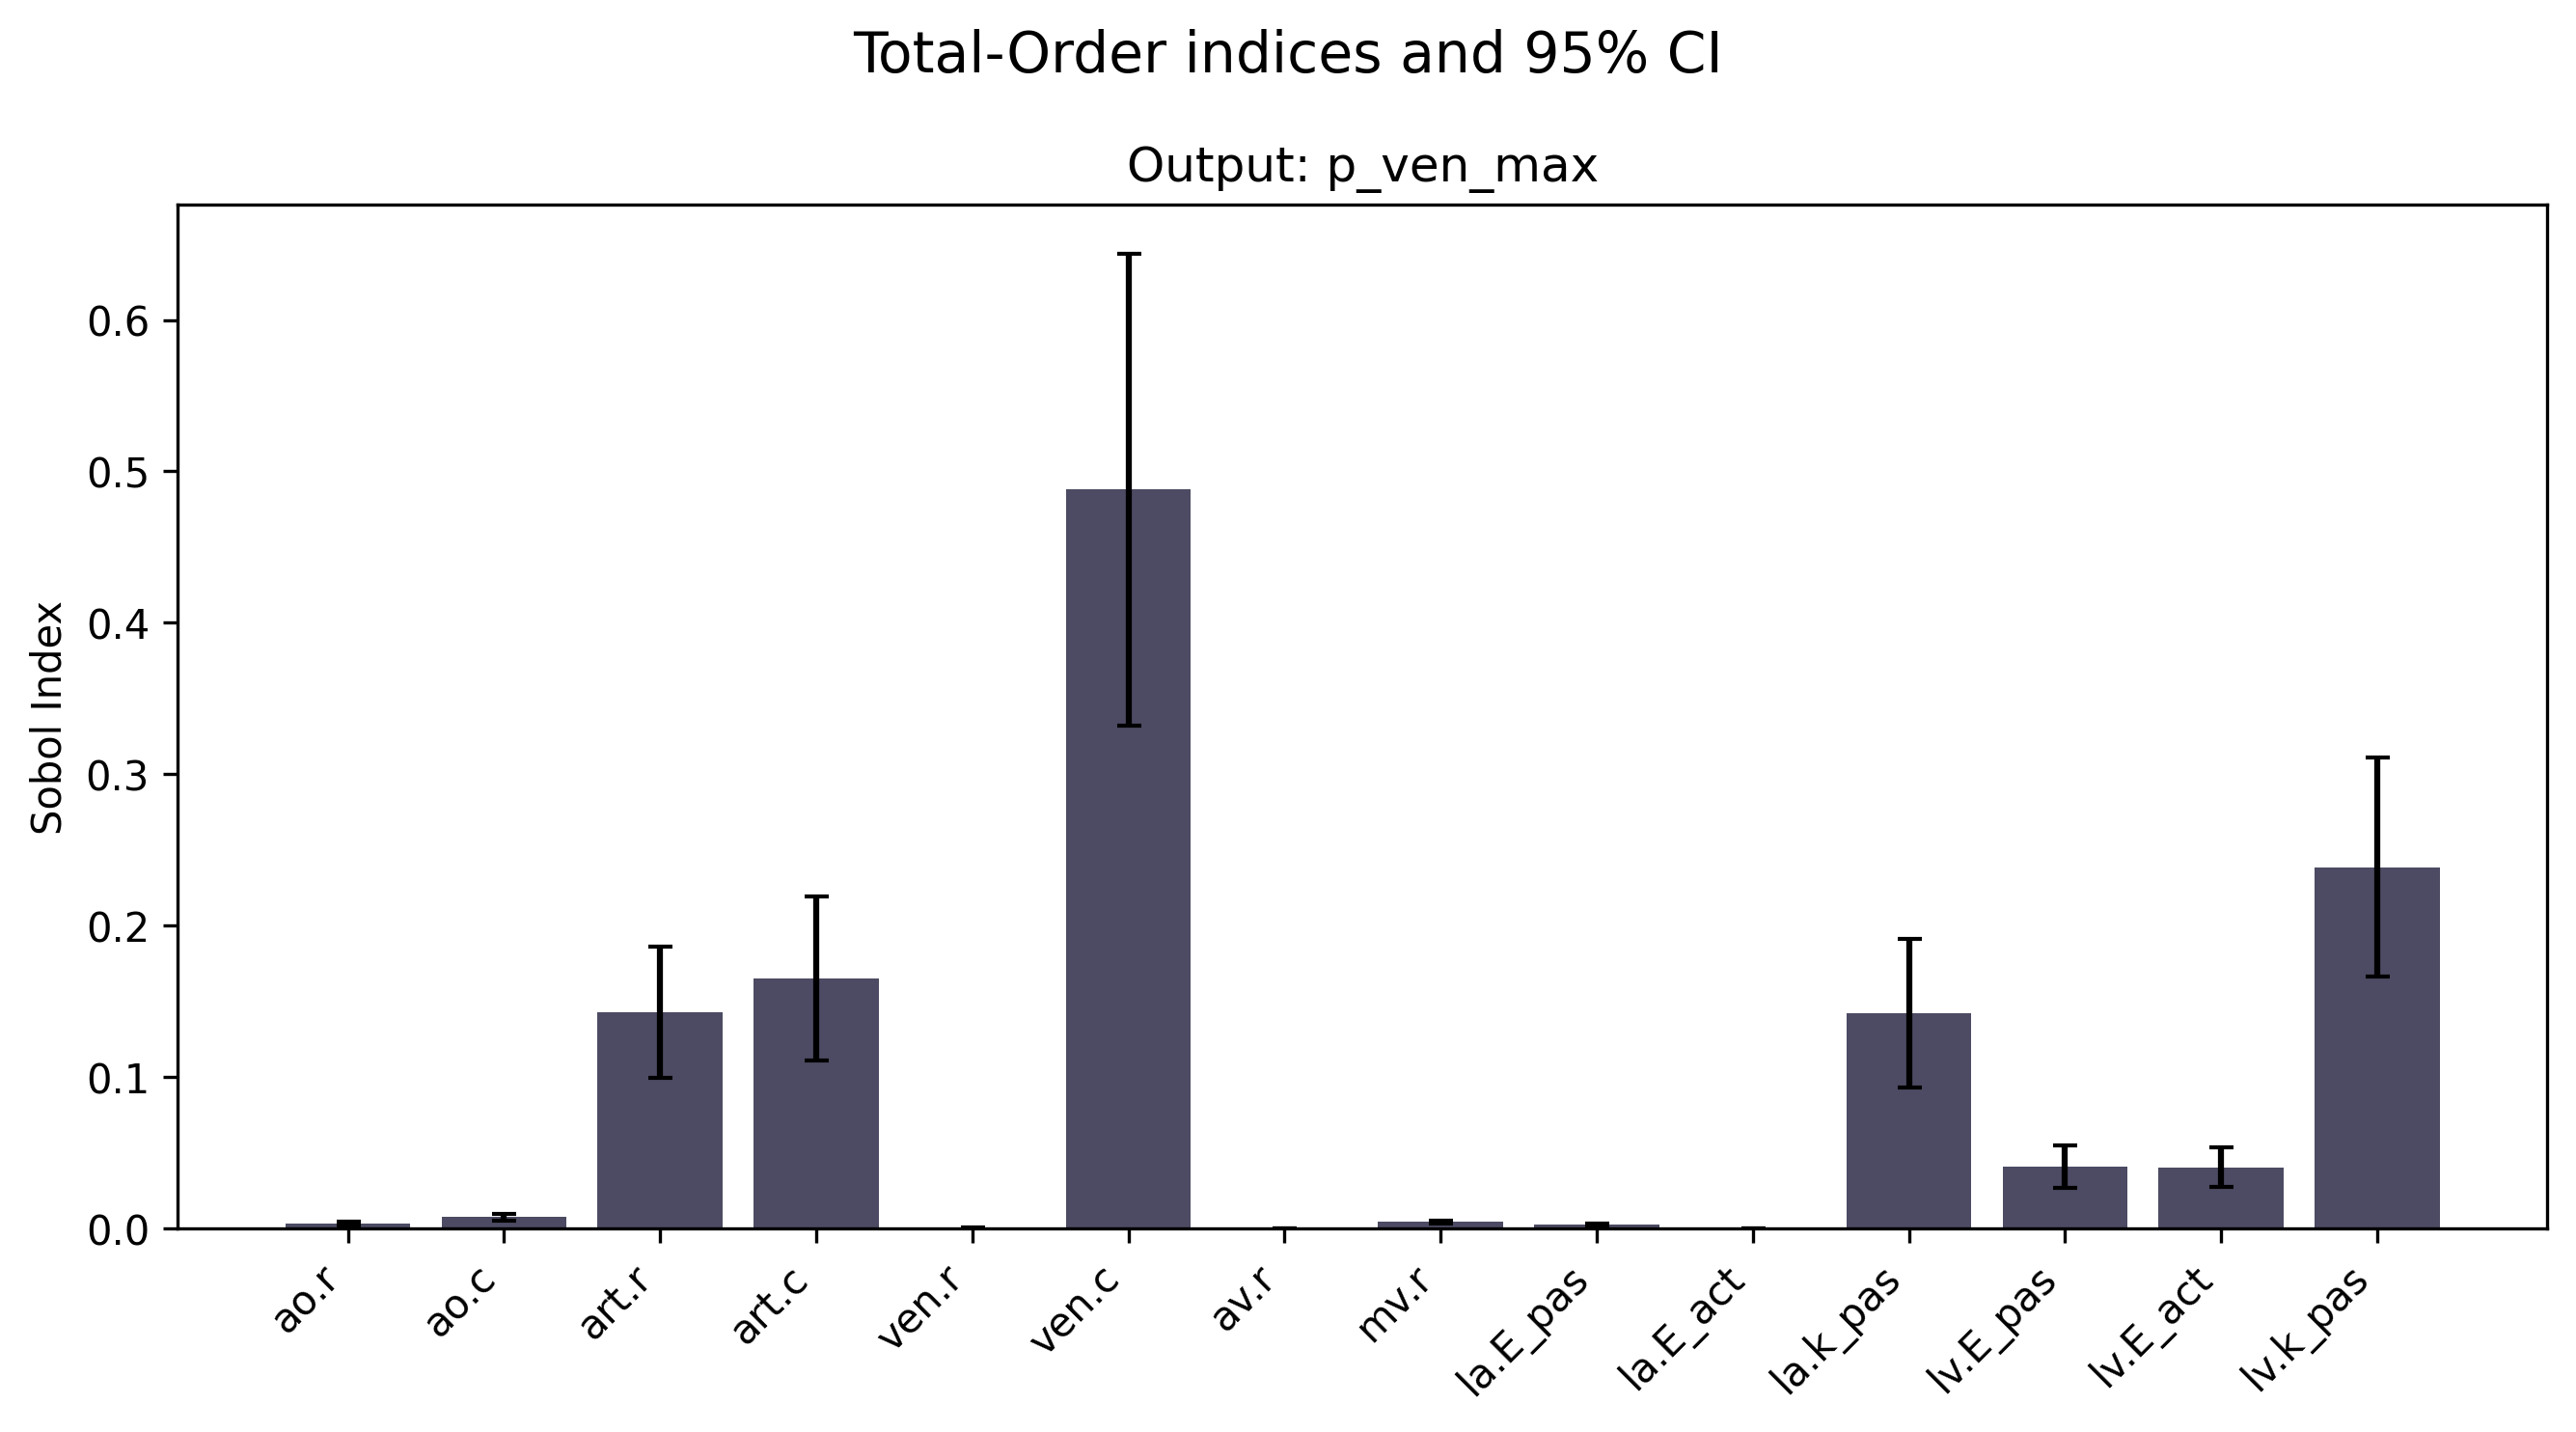 Total-Order indices and 95% CI
Output: p_ven_max
Sobol Index
0.6
0.5
0.4
0.3
0.2
0.1
0.0
ao.r
ao.c
art.r
art.c
ven.r
ven.c
av.r
mv.r
la.E_pas
la.E_act
la.k_pas
lv.E_pas
lv.E_act
lv.k_pas